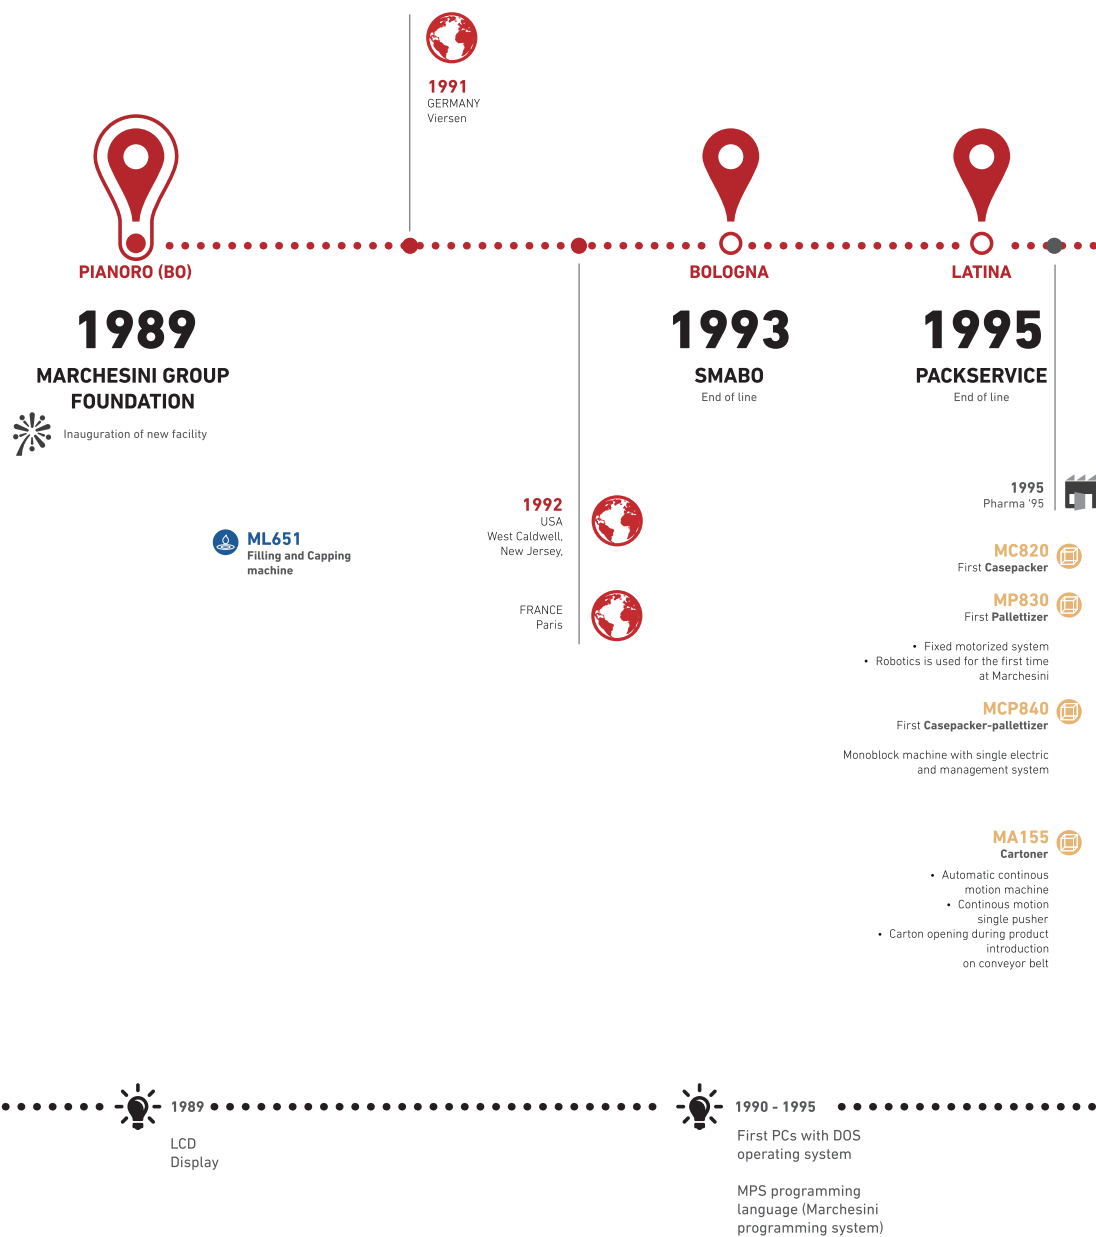 1991
GERMANY
Viersen
PIANORO (BO)
1989
MARCHESINI GROUP
FOUNDATION
Inauguration of new facility
ML651
Filling and Capping
machine
1992
USA
West Caldwell,
New Jersey,
FRANCE
Paris
BOLOGNA
1993
SMABO
End of line
LATINA
1995
PACKSERVICE
End of line
1995
Pharma '95
MC820
First Casepacker
MP830
First Pallettizer
• Fixed motorized system
• Robotics is used for the first time
at Marchesini
MCP840
First Casepacker-pallettizer
Monoblock machine with single electric
and management system
MA155
Cartoner
• Automatic continous
motion machine
• Continous motion
single pusher
• Carton opening during product
introduction
on conveyor belt
1989
LCD
Display
1990 - 1995
First PCs with DOS
operating system
MPS programming
language (Marchesini
programming system)